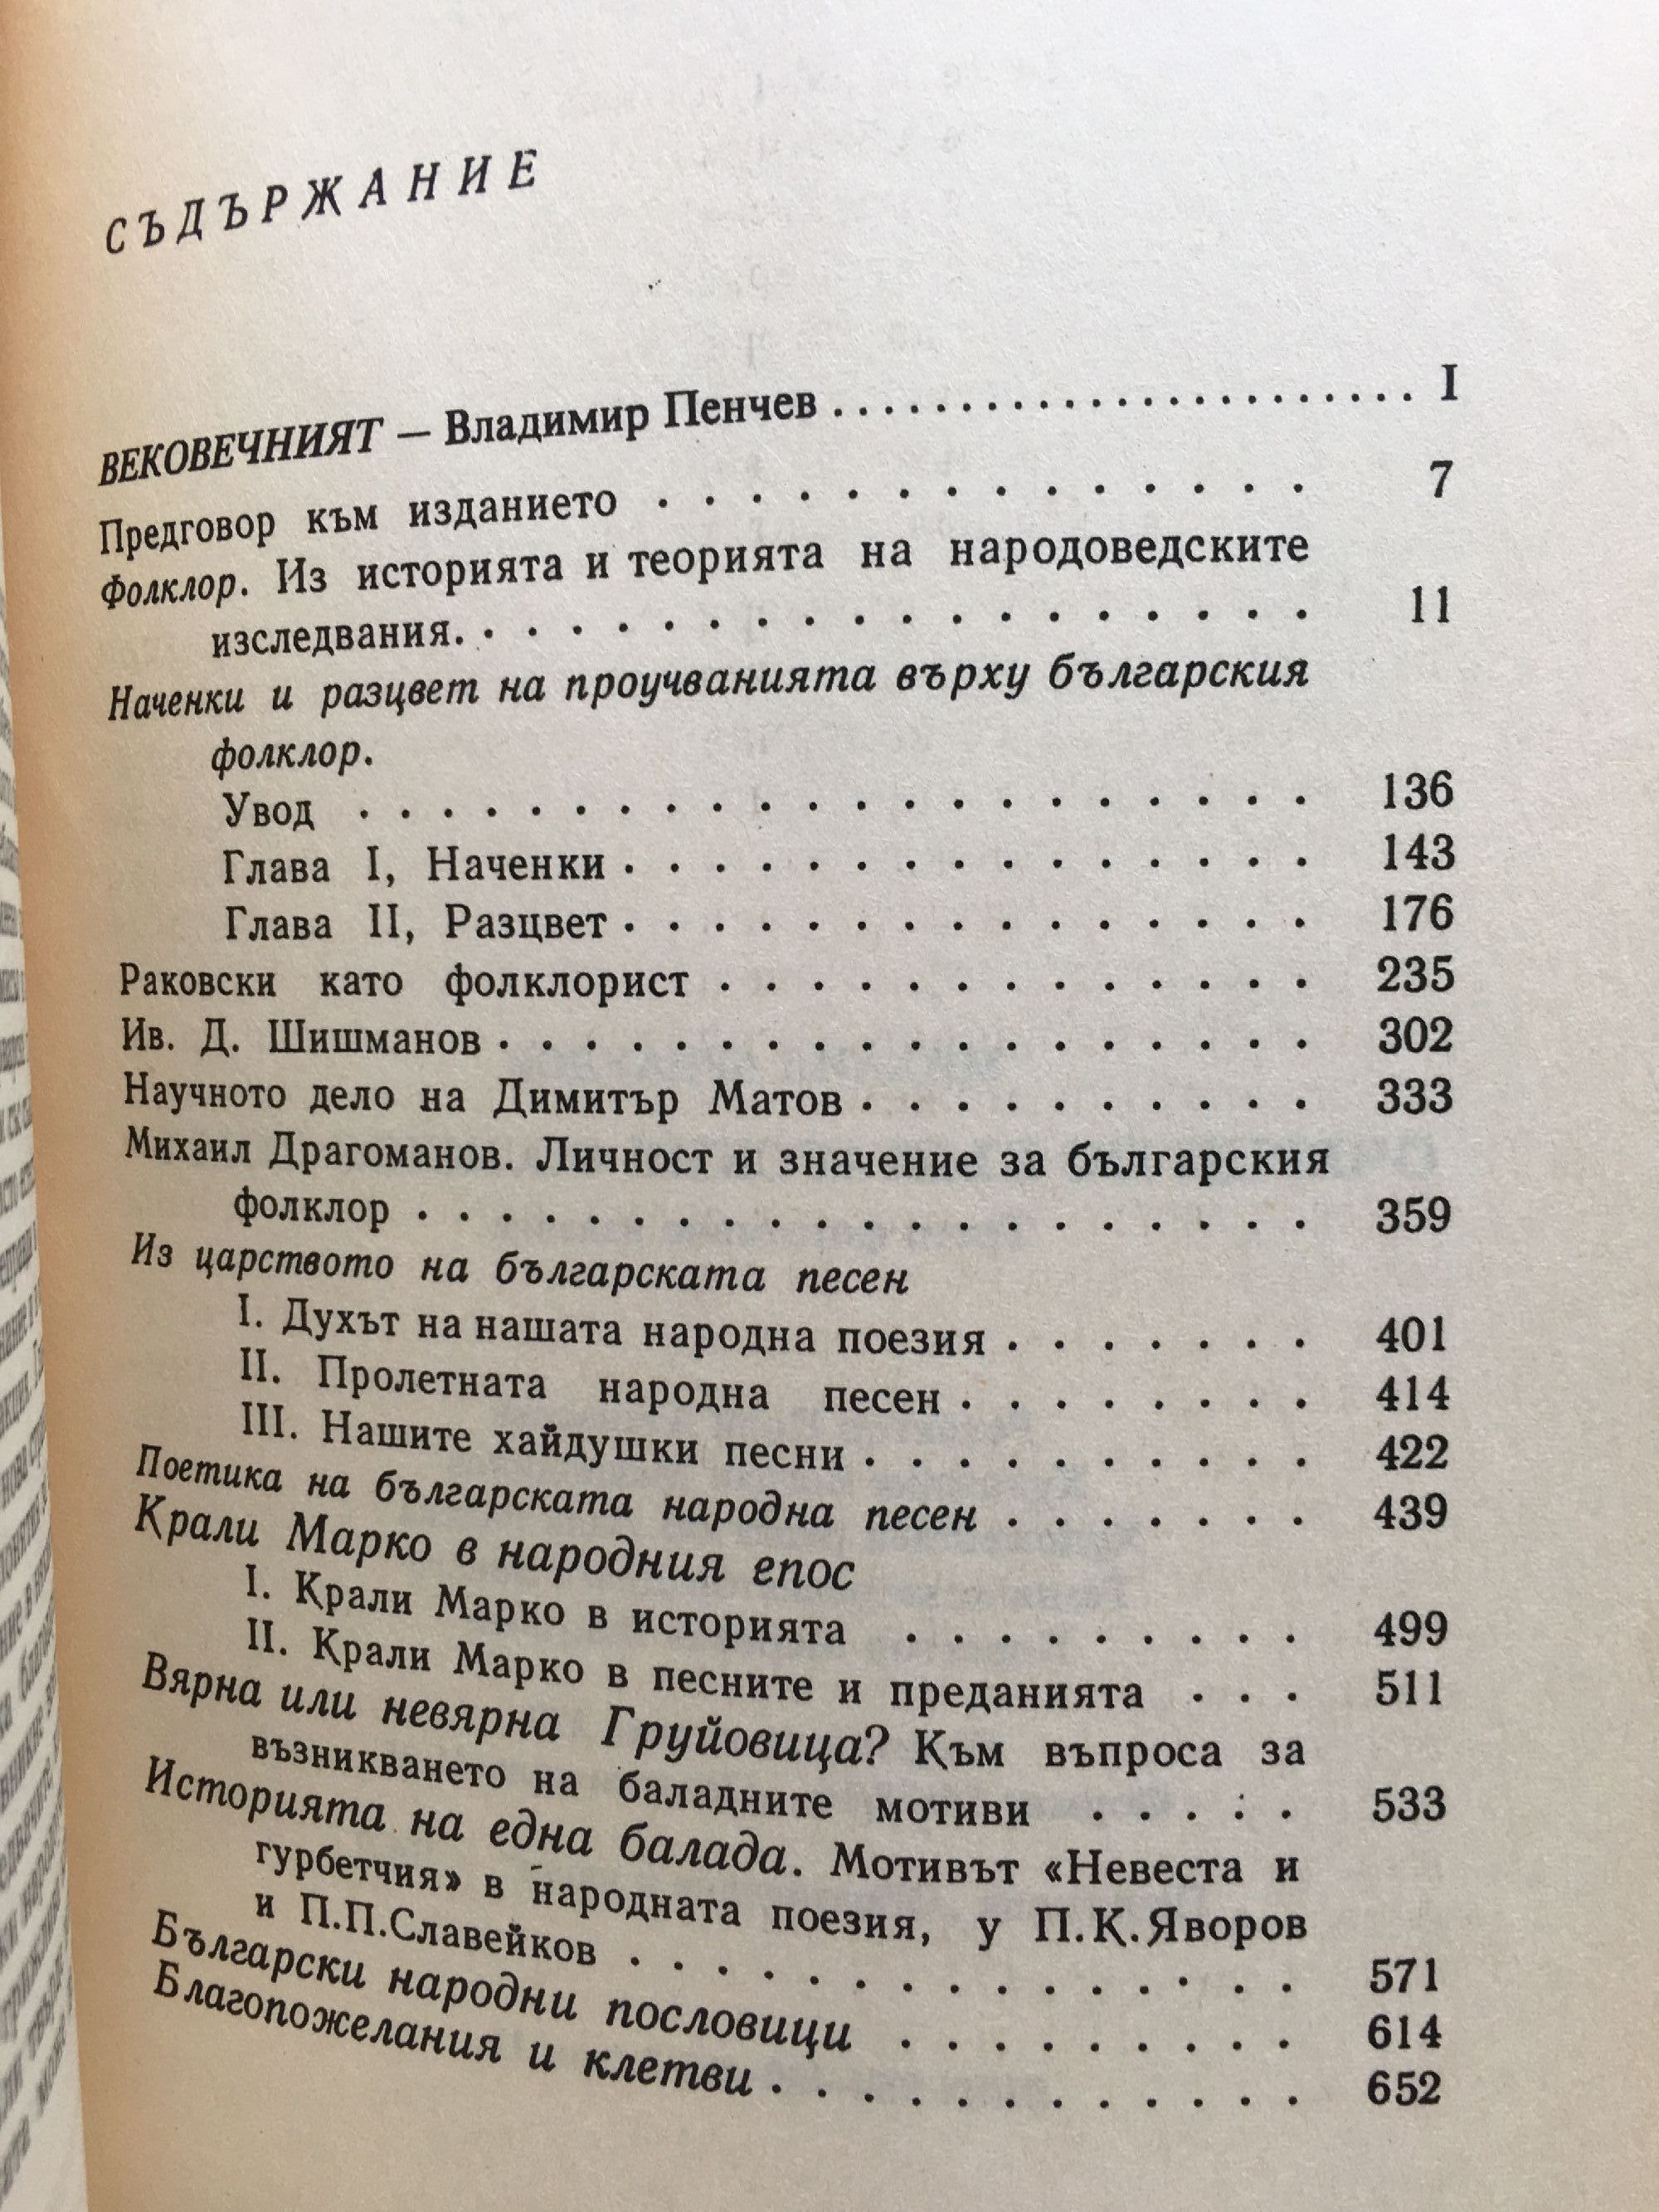 СЪДЪРЖАНИЕ
ВЕКОВЕЧНИЯТ — Владимир Пенчев . . . . . . . . . . . . . . . . . . . . . . . I
Предговор към изданието . . . . . . . . . . . . . . 7
Фолклор. Из историята и теорията на народоведските
изследвания. . . . . . . . . . . . . . . . . . . 11
Наченки и разцвет на проучванията върху българския
фолклор.
Увод . . . . . . . . . . . . . . . . . . . . . 136
Глава I, Наченки . . . . . . . . . . . . . . . 143
Глава II, Разцвет . . . . . . . . . . . . . . . 176
Раковски като фолклорист . . . . . . . . . . . . . 235
Ив. Д. Шишманов . . . . . . . . . . . . . . . . . . 302
Научното дело на Димитър Матов . . . . . . . . . . 333
Михаил Драгоманов. Личност и значение за българския
фолклор . . . . . . . . . . . . . . . . . . . . 359
Из царството на българската песен
I. Духът на нашата народна поезия . . . . . . . 401
II. Пролетната народна песен . . . . . . . . 414
III. Нашите хайдушки песни . . . . . . . . . . 422
Поетика на българската народна песен . . . . . . . 439
Крали Марко в народния епос
I. Крали Марко в историята . . . . . . . . . 499
II. Крали Марко в песните и преданията . . . 511
Вярна или невярна Груйовица? Към въпроса за
възникването на баладните мотиви . . . . . 533
Историята на една балада. Мотивът «Невеста и
гурбетчия» в народната поезия, у П.К.Яворов
и П.П.Славейков . . . . . . . . . . . . . . . 571
Български народни пословици . . . . . . . . . 614
Благопожелания и клетви . . . . . . . . . . . . 652